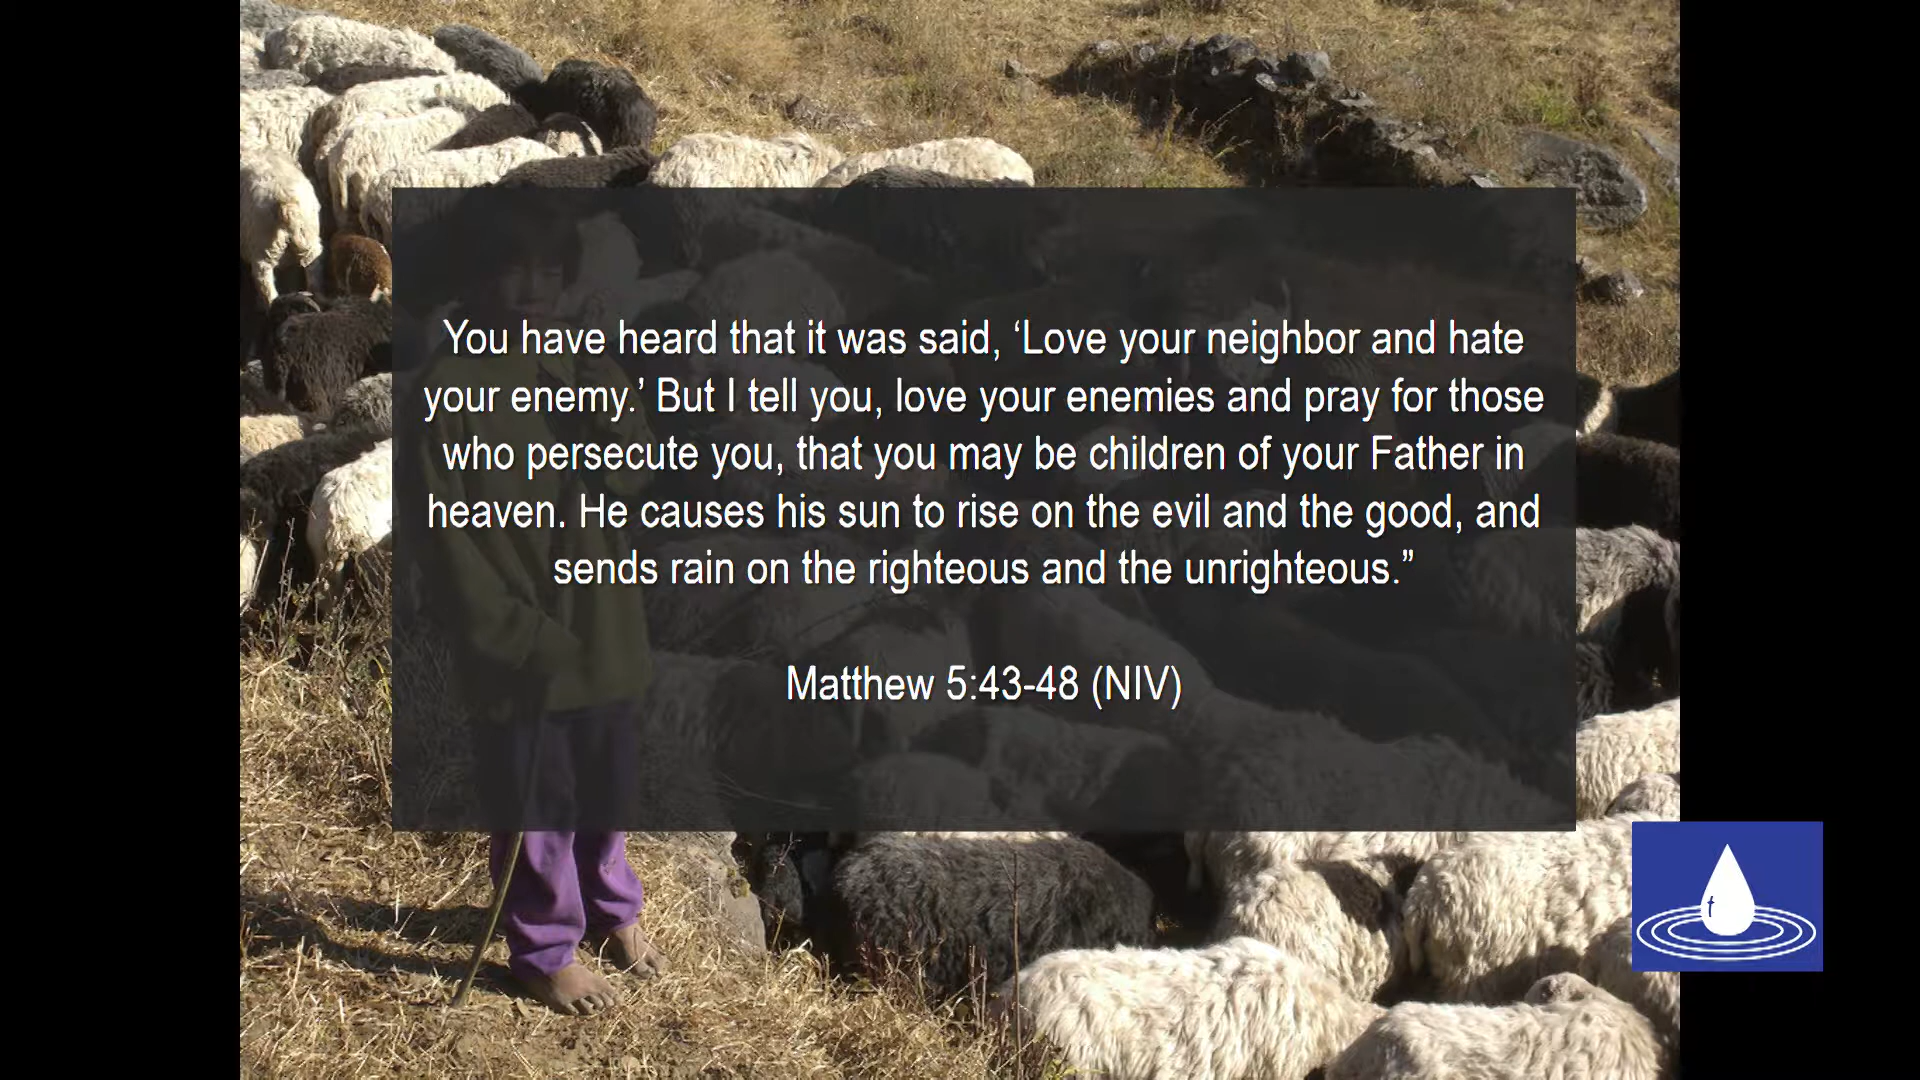 You have heard that it was said, ‘Love your neighbor and hate
your enemy.’ But I tell you, love your enemies and pray for those
who persecute you, that you may be children of your Father in
heaven. He causes his sun to rise on the evil and the good, and
sends rain on the righteous and the unrighteous.”
Matthew 5:43-48 (NIV)
t